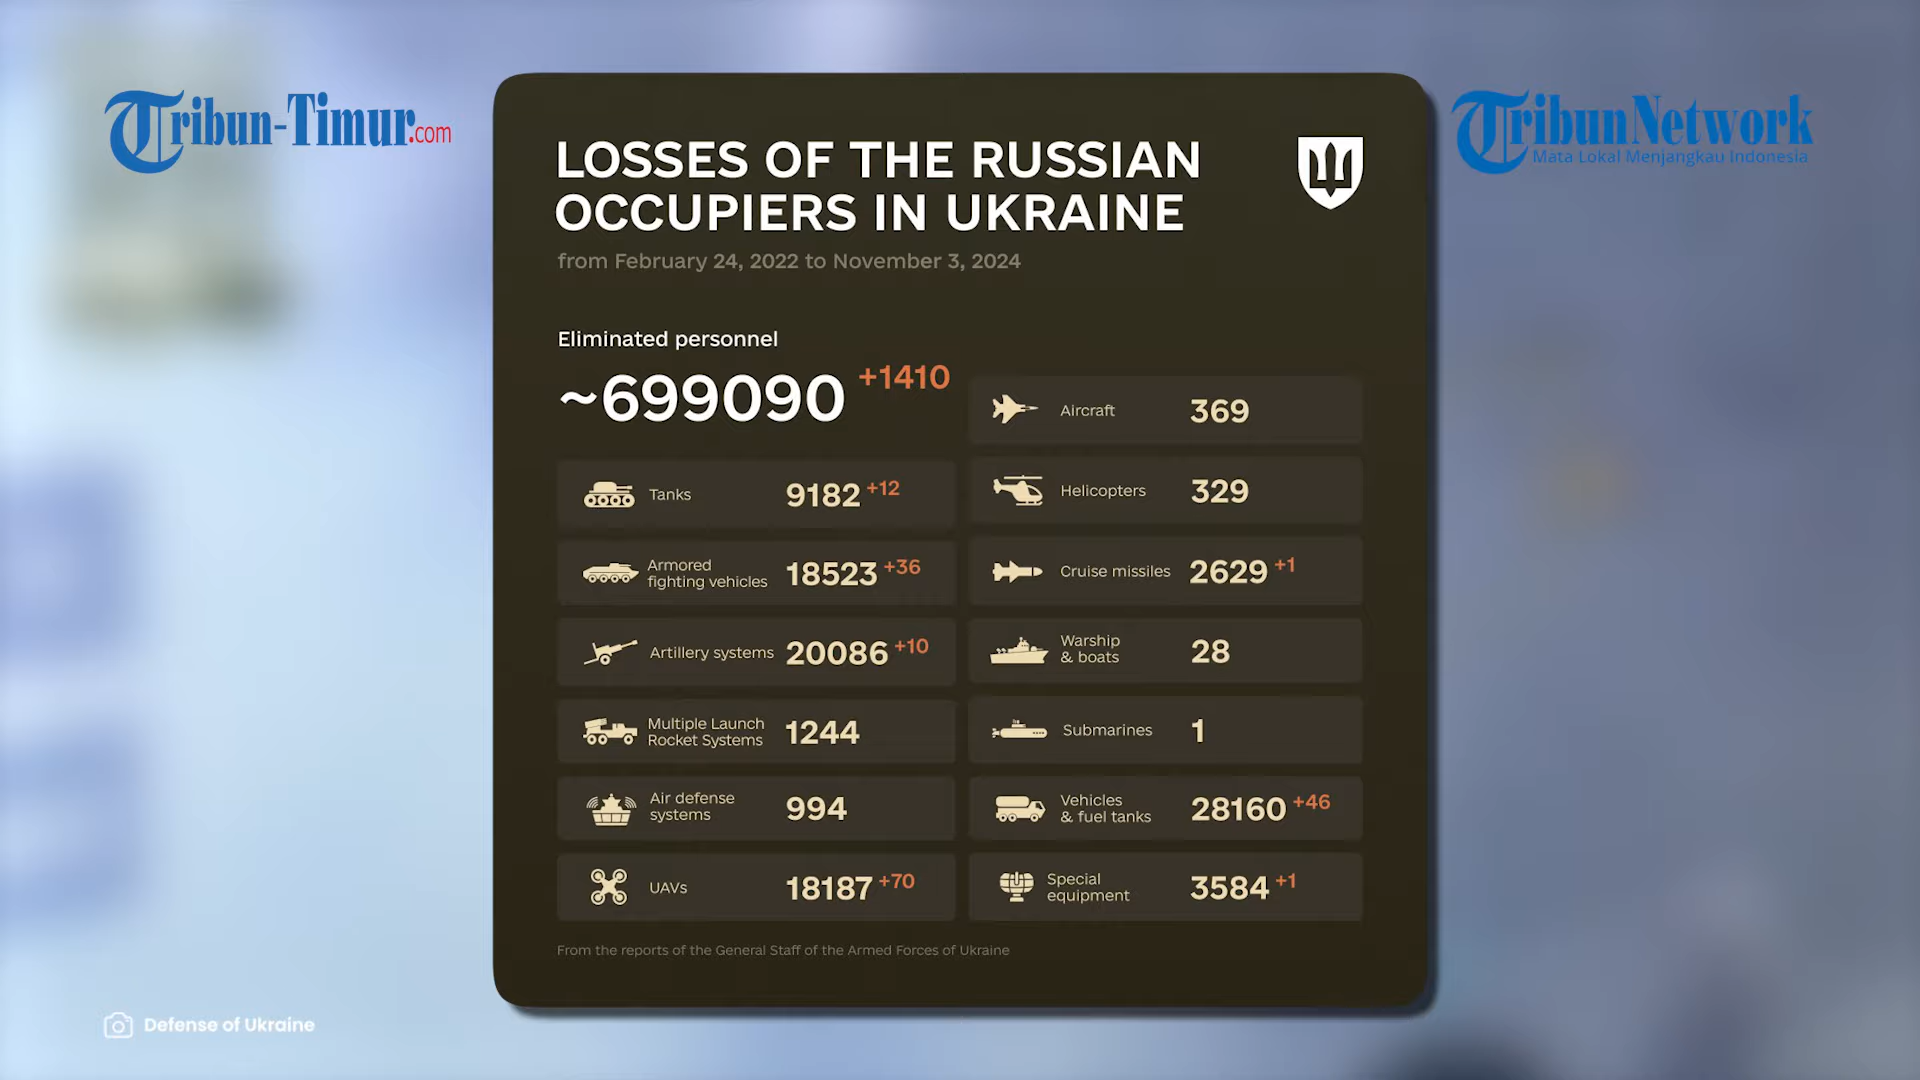 Tribun-Timur.com
TribunNetwork
Mata Lokal Menjangkau Indonesia
LOSSES OF THE RUSSIAN
OCCUPIERS IN UKRAINE
from February 24, 2022 to November 3, 2024
Eliminated personnel
~699090 +1410
Tanks 9182 +12
Armored
fighting vehicles 18523 +36
Artillery systems 20086 +10
Multiple Launch
Rocket Systems 1244
Air defense
systems 994
UAVs 18187 +70
Aircraft 369
Helicopters 329
Cruise missiles 2629 +1
Warship
& boats 28
Submarines 1
Vehicles
& fuel tanks 28160 +46
Special
equipment 3584 +1
From the reports of the General Staff of the Armed Forces of Ukraine
Defense of Ukraine